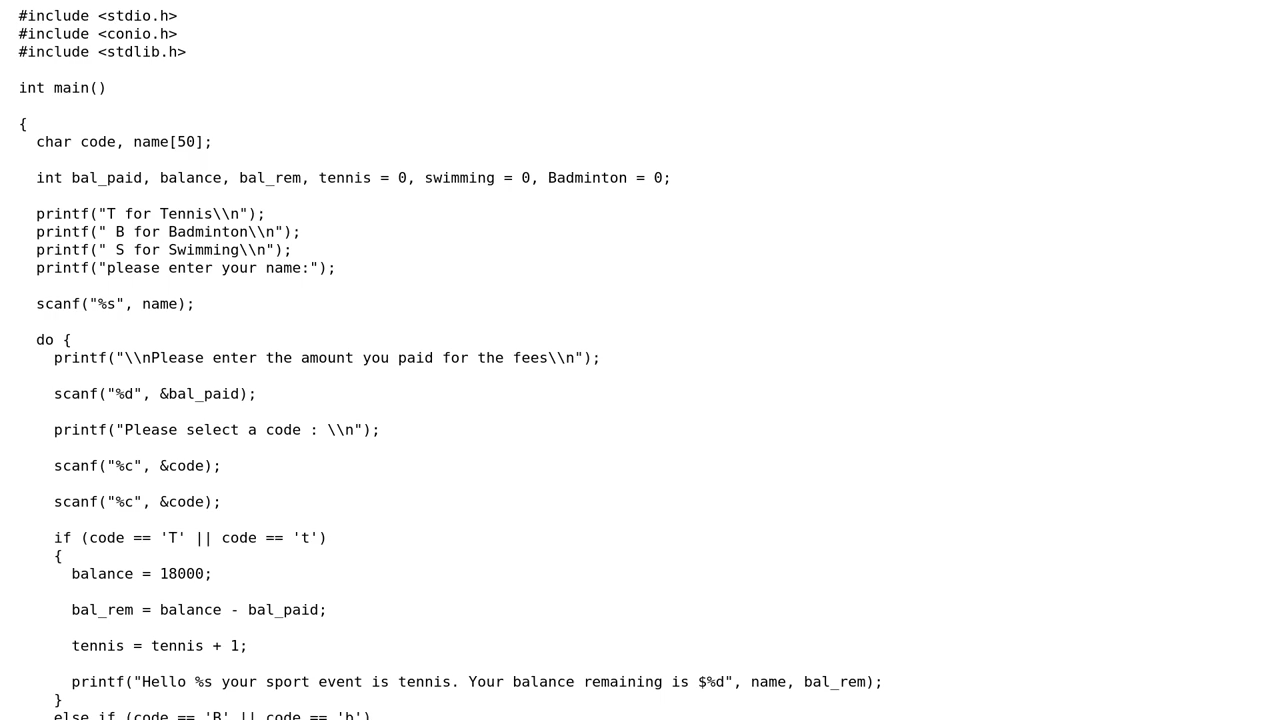 #include <stdio.h>
#include <conio.h>
#include <stdlib.h>
int main()
{
char code, name[50];
int bal_paid, balance, bal_rem, tennis = 0, swimming = 0, Badminton = 0;
printf("T for Tennis\\n");
printf(" B for Badminton\\n");
printf(" S for Swimming\\n");
printf("please enter your name:");
scanf("%s", name);
do {
printf("\\nPlease enter the amount you paid for the fees\\n");
scanf("%d", &bal_paid);
printf("Please select a code : \\n");
scanf("%c", &code);
scanf("%c", &code);
if (code == 'T' || code == 't')
{
balance = 18000;
bal_rem = balance - bal_paid;
tennis = tennis + 1;
printf("Hello %s your sport event is tennis. Your balance remaining is $%d", name, bal_rem);
}
else if (code == 'B' || code == 'b')